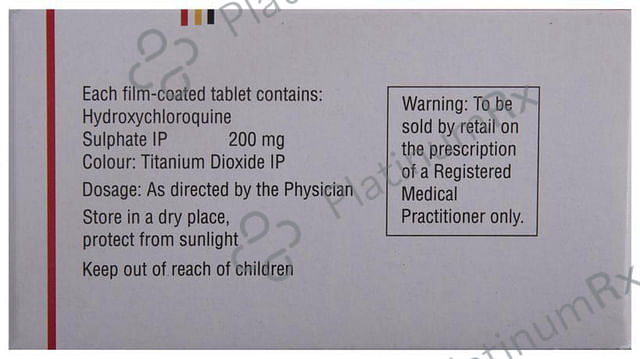 Each film-coated tablet contains:
Hydroxychloroquine
Sulphate IP 200 mg
Colour: Titanium Dioxide IP
Dosage: As directed by the Physician
Store in a dry place,
protect from sunlight
Keep out of reach of children
Warning: To be
sold by retail on
the prescription
of a Registered
Medical
Practitioner only.
PlatinumRx
PlatinumRx